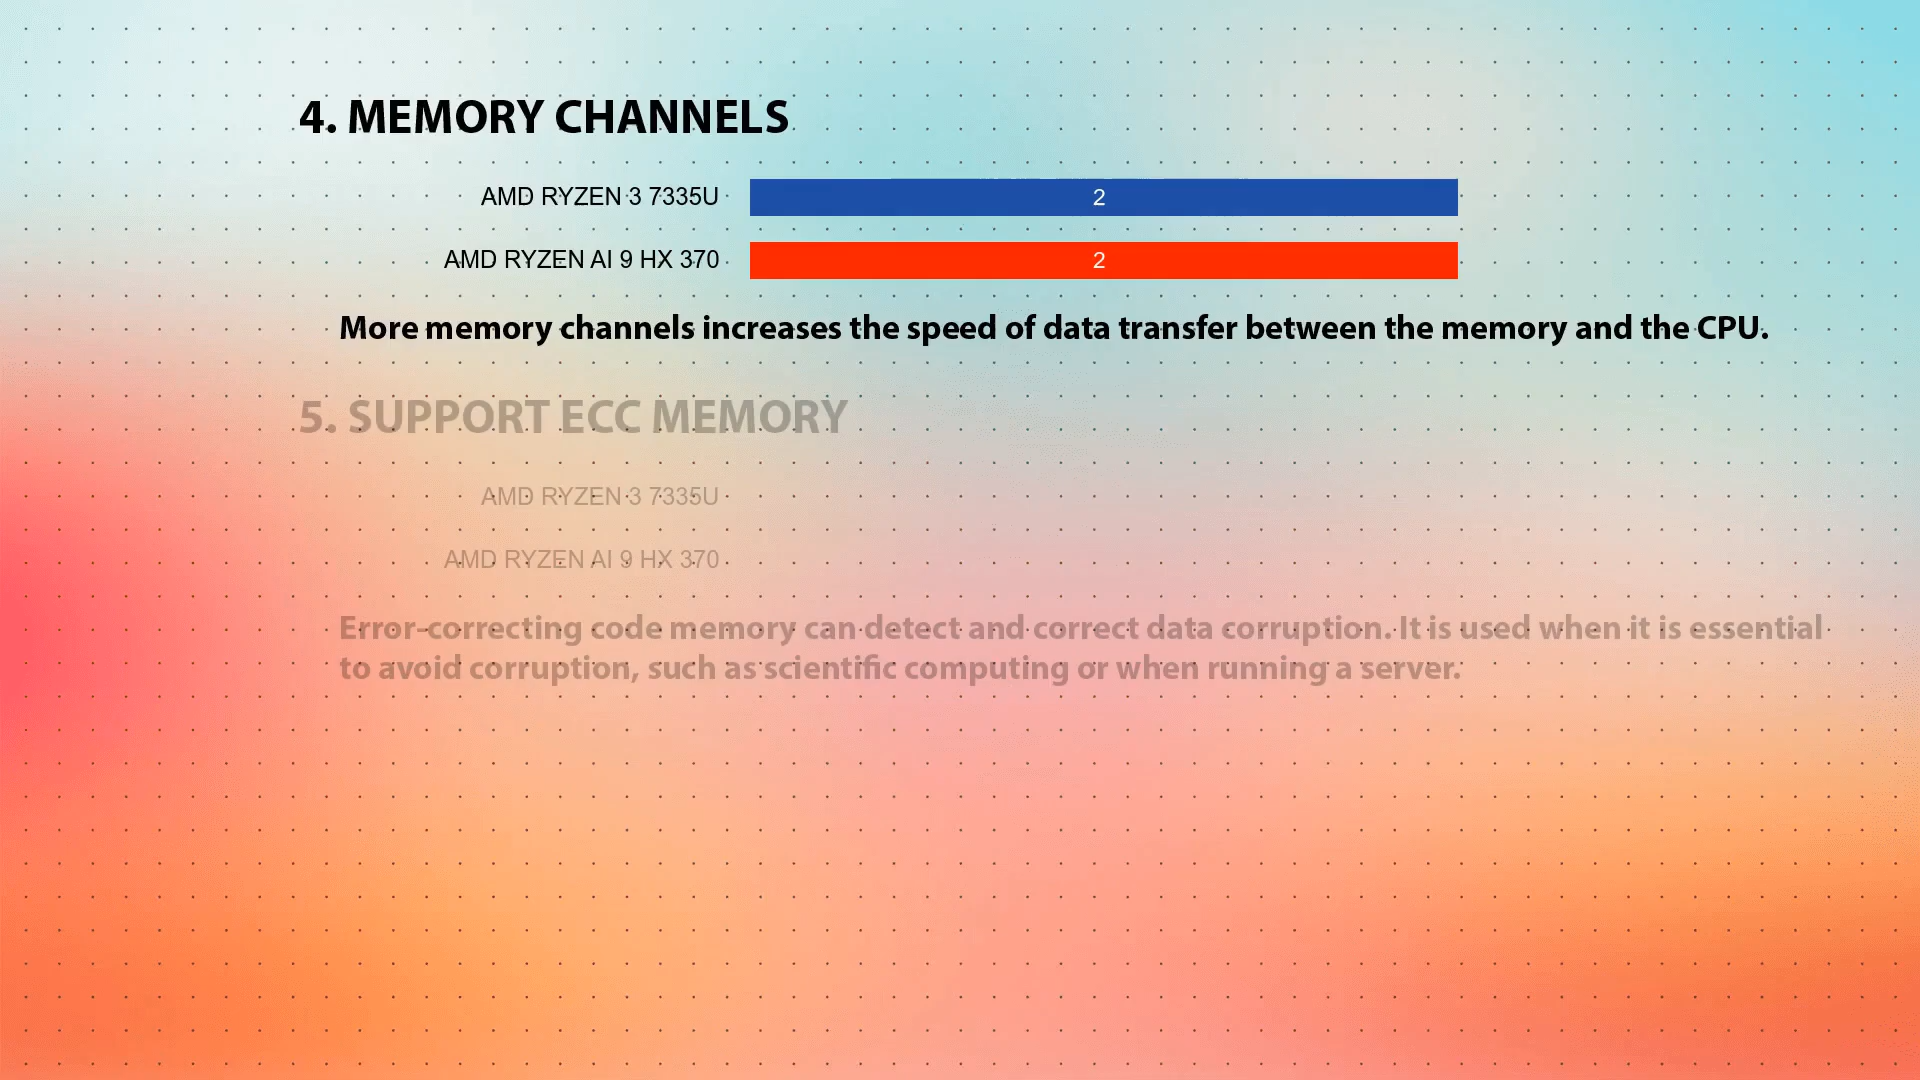 4. MEMORY CHANNELS
AMD RYZEN 3 7335U
2
AMD RYZEN AI 9 HX 370
2
More memory channels increases the speed of data transfer between the memory and the CPU.
5. SUPPORT ECC MEMORY
AMD RYZEN 3 7335U
AMD RYZEN AI 9 HX 370
Error-correcting code memory can detect and correct data corruption. It is used when it is essential
to avoid corruption, such as scientific computing or when running a server.